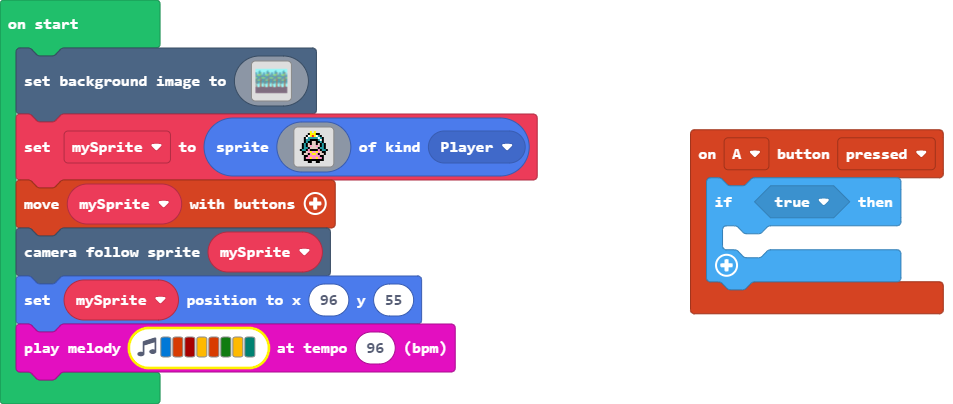 on start
set background image to
set mySprite to sprite of kind Player
move mySprite with buttons
camera follow sprite mySprite
set mySprite position to x 96 y 55
play melody at tempo 96 (bpm)
on A button pressed
if true then